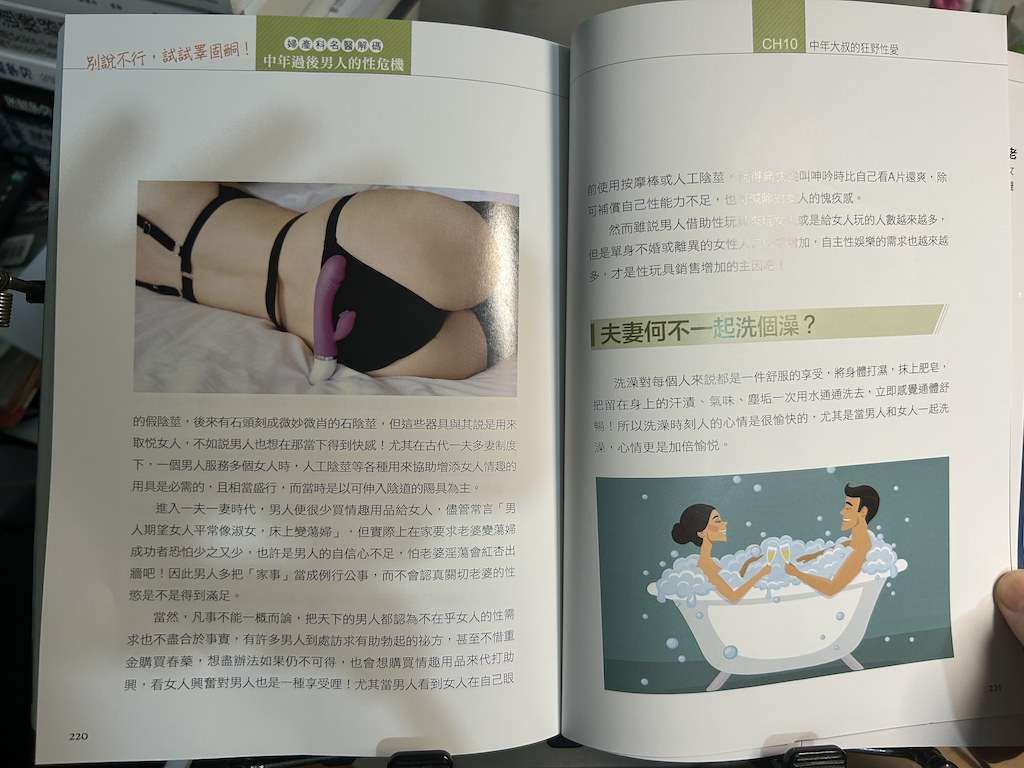 別說不行，試試睪固酮！
婦產科名醫解碼
中年過後男人的性危機
的假陰莖，後來有石頭刻成微妙微肖的石陰莖，但這些器具與其說是用來
取悅女人，不如說男人也想在那當下得到快感！尤其在古代一夫多妻制度
下，一個男人服務多個女人時，人工陰莖等各種用來協助增添女人情趣的
用具是必需的，且相當盛行，而當時是以可伸入陰道的陽具為主。
進入一夫一妻時代，男人便很少買情趣用品給女人，儘管常言「男
人期望女人平常像淑女，床上變蕩婦」，但實際上在家要求老婆變蕩婦
成功者恐怕少之又少，也許是男人的自信心不足，怕老婆淫蕩會紅杏出
牆吧！因此男人多把「家事」當成例行公事，而不會認真關切老婆的性
慾是不是得到滿足。
當然，凡事不能一概而論，把天下的男人都認為不在乎女人的性需
求也不盡合於事實，有許多男人到處訪求有助勃起的祕方，甚至不惜重
金購買春藥，想盡辦法如果仍不可得，也會想購買情趣用品來代打助
興，看女人興奮對男人也是一種享受哩！尤其當男人看到女人在自己眼
220
CH10 中年大叔的狂野性愛
前使用按摩棒或人工陰莖，叫呻吟時比自己看A片還爽，除
可補償自己性能力不足，也人的愧疚感。
然而雖說男人借助性玩或是給女人玩的人數越來越多，
但是單身不婚或離異的女性人增加，自主性娛樂的需求也越來越
多，才是性玩具銷售增加的主因吧！
夫妻何不一起洗個澡？
洗澡對每個人來說都是一件舒服的享受，將身體打濕，抹上肥皂，
把留在身上的汗漬、氣味、塵垢一次用水通通洗去，立即感覺通體舒
暢！所以洗澡時刻人的心情是很愉快的，尤其是當男人和女人一起洗
澡，心情更是加倍愉悅。
221
老